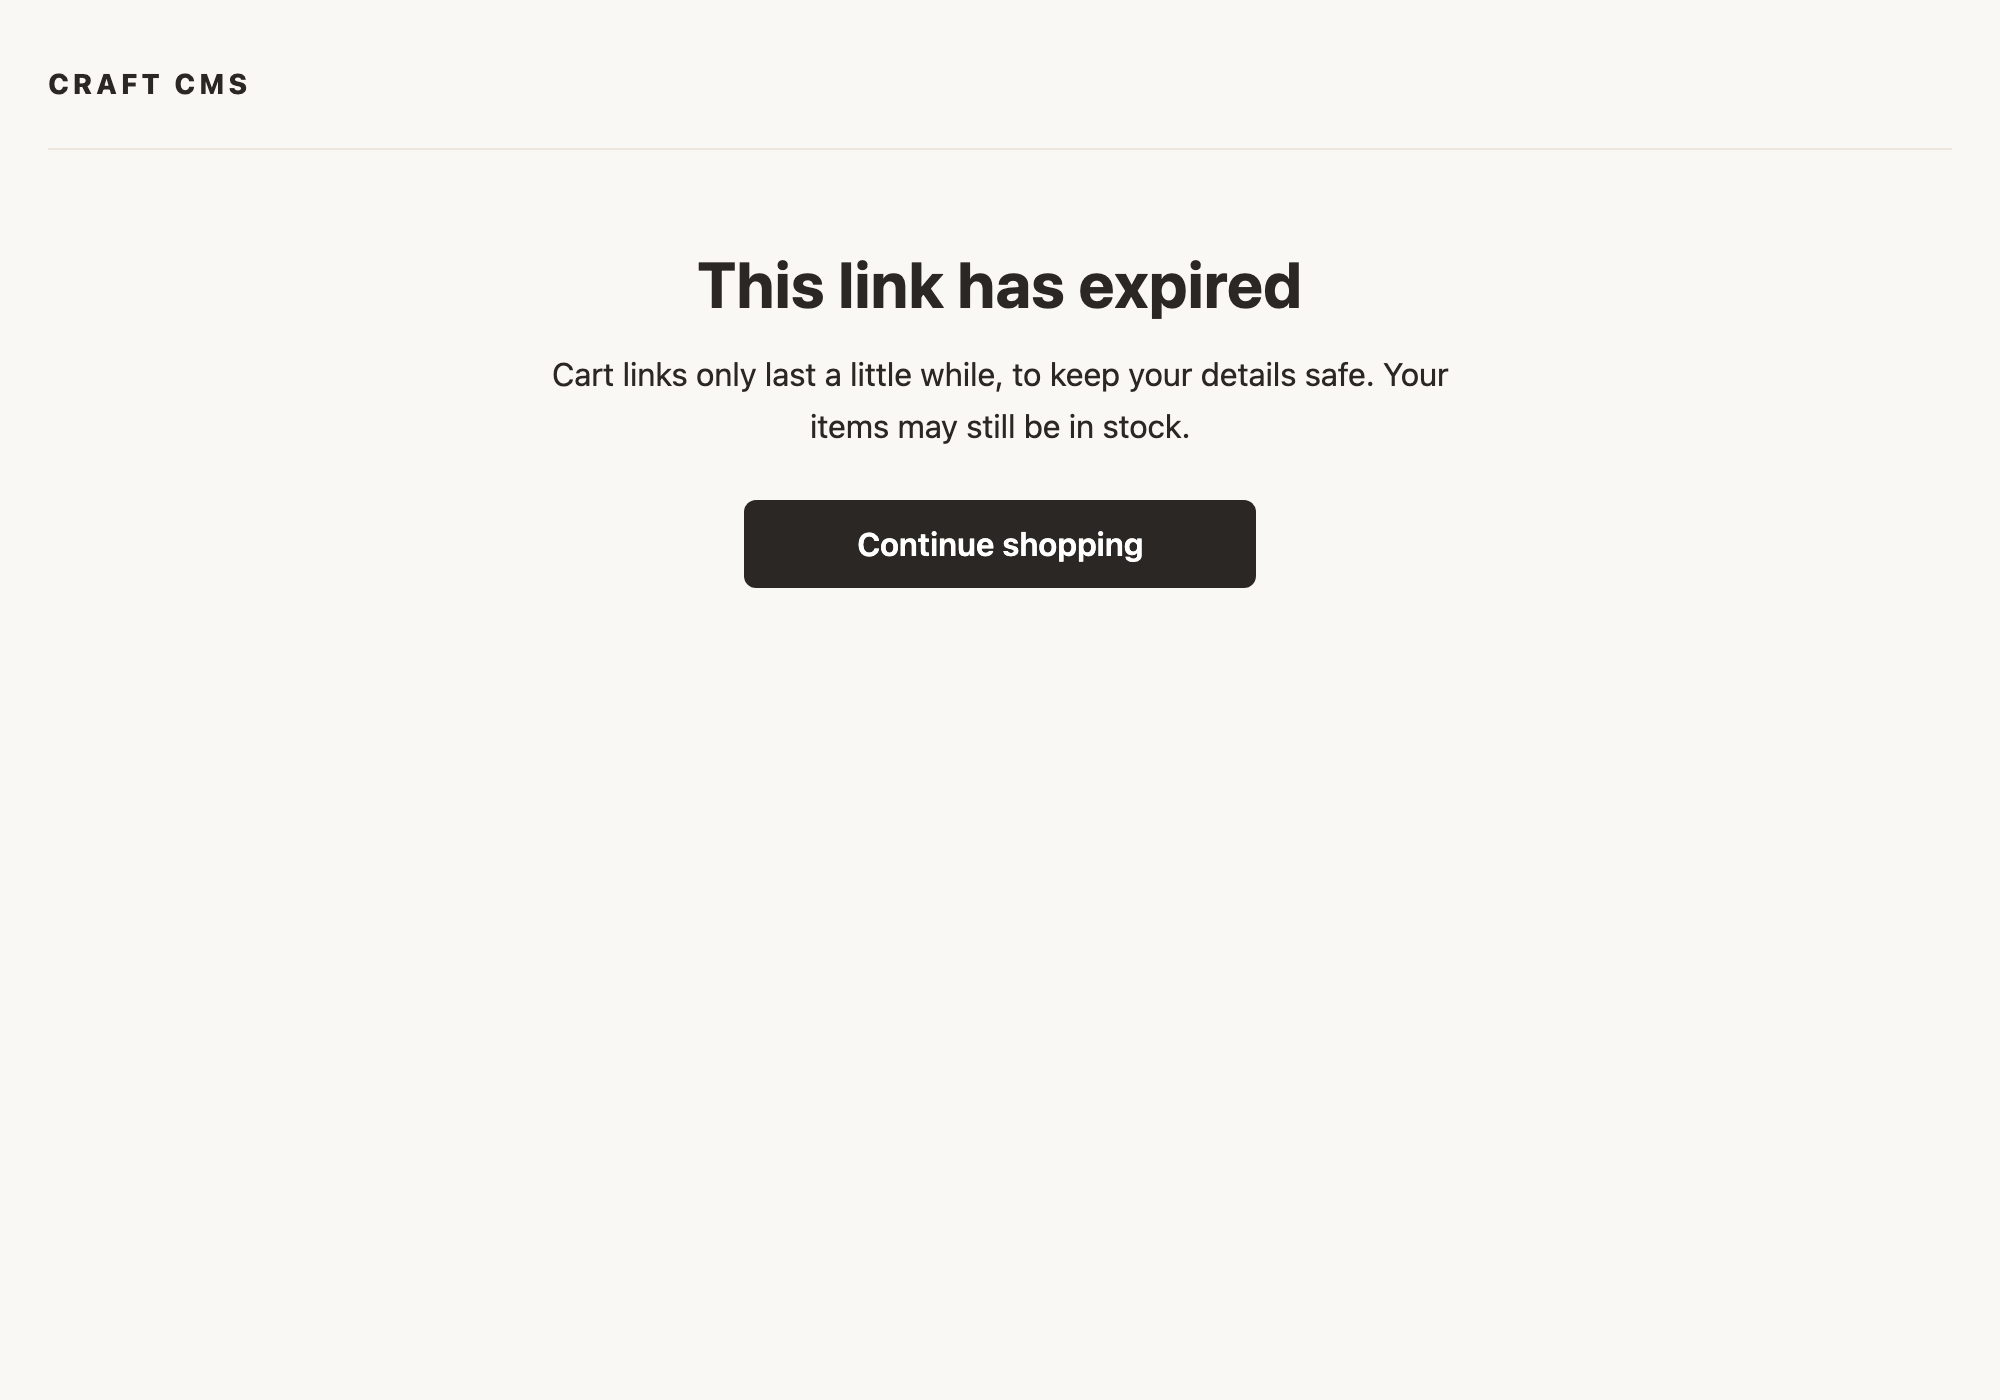 CRAFT CMS
This link has expired
Cart links only last a little while, to keep your details safe. Your
items may still be in stock.
Continue shopping